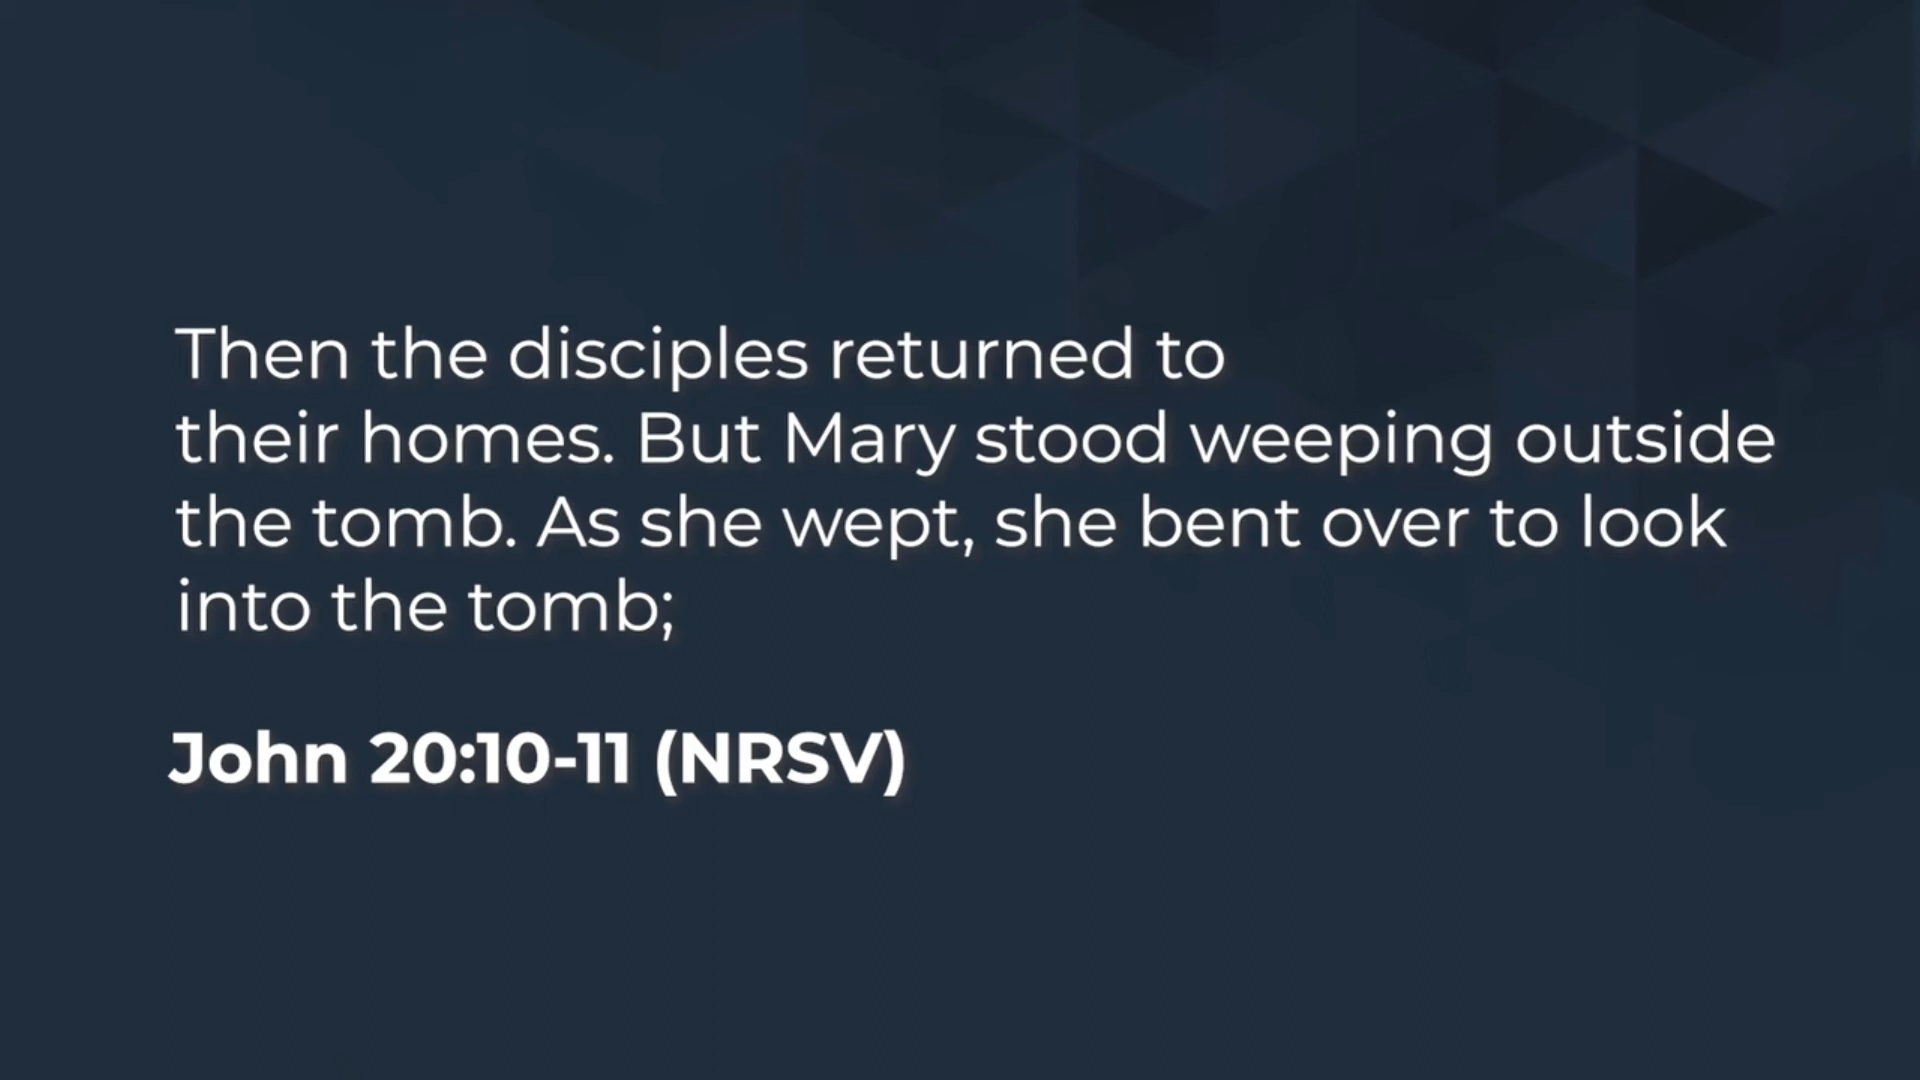 Then the disciples returned to
their homes. But Mary stood weeping outside
the tomb. As she wept, she bent over to look
into the tomb;
John 20:10-11 (NRSV)